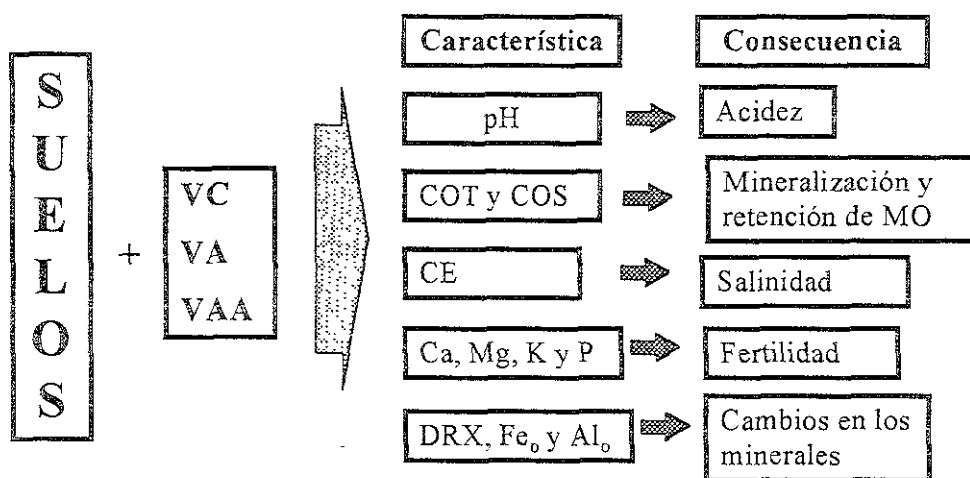 SUELOS
+
VC
VA
VAA
Característica
Consecuencia
pH
Acidez
COT y COS
Mineralización y
retención de MO
CE
Salinidad
Ca, Mg, K y P
Fertilidad
DRX, Feₒ y Alₒ
Cambios en los
minerales